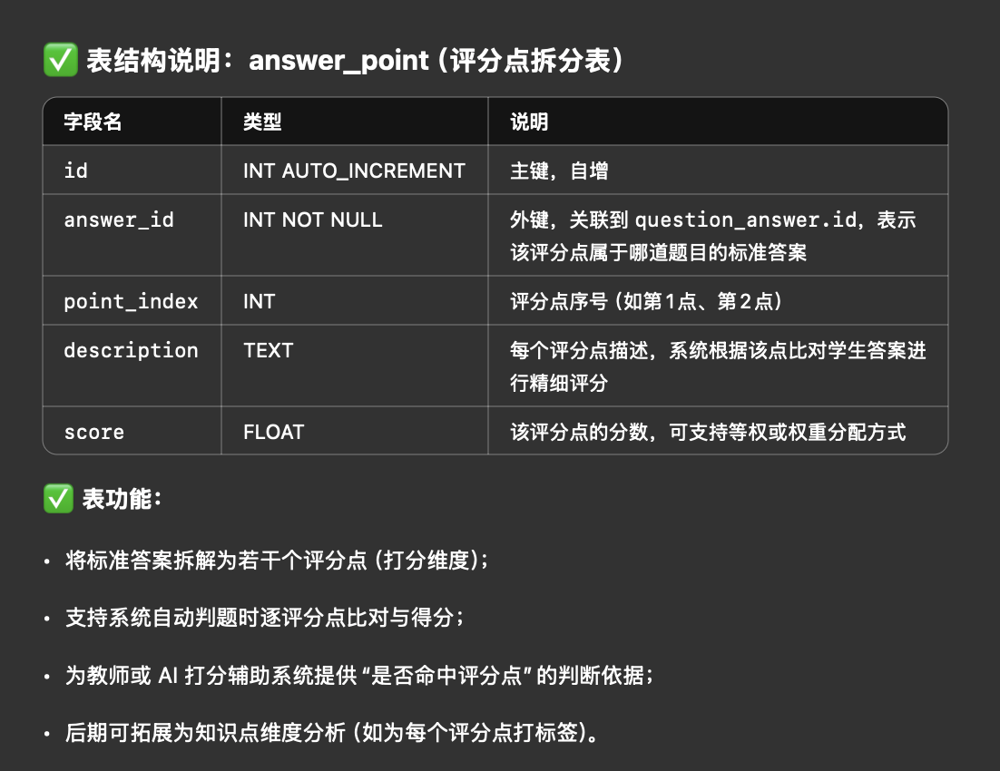 ✅ 表结构说明：answer_point（评分点拆分表）
字段名 类型 说明
id INT AUTO_INCREMENT 主键，自增
answer_id INT NOT NULL 外键，关联到 question_answer.id，表示
该评分点属于哪道题目的标准答案
point_index INT 评分点序号（如第1点、第2点）
description TEXT 每个评分点描述，系统根据该点比对学生答案进
行精细评分
score FLOAT 该评分点的分数，可支持等权或权重分配方式
✅ 表功能：
• 将标准答案拆解为若干个评分点（打分维度）；
• 支持系统自动判题时逐评分点比对与得分；
• 为教师或 AI 打分辅助系统提供“是否命中评分点”的判断依据；
• 后期可拓展为知识点维度分析（如为每个评分点打标签）。